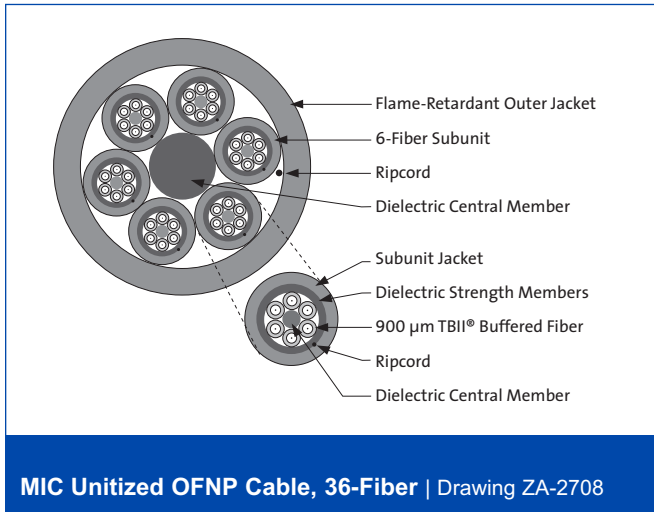 Flame-Retardant Outer Jacket
6-Fiber Subunit
Ripcord
Dielectric Central Member
Subunit Jacket
Dielectric Strength Members
900 µm TBII® Buffered Fiber
Ripcord
Dielectric Central Member
MIC Unitized OFNP Cable, 36-Fiber | Drawing ZA-2708